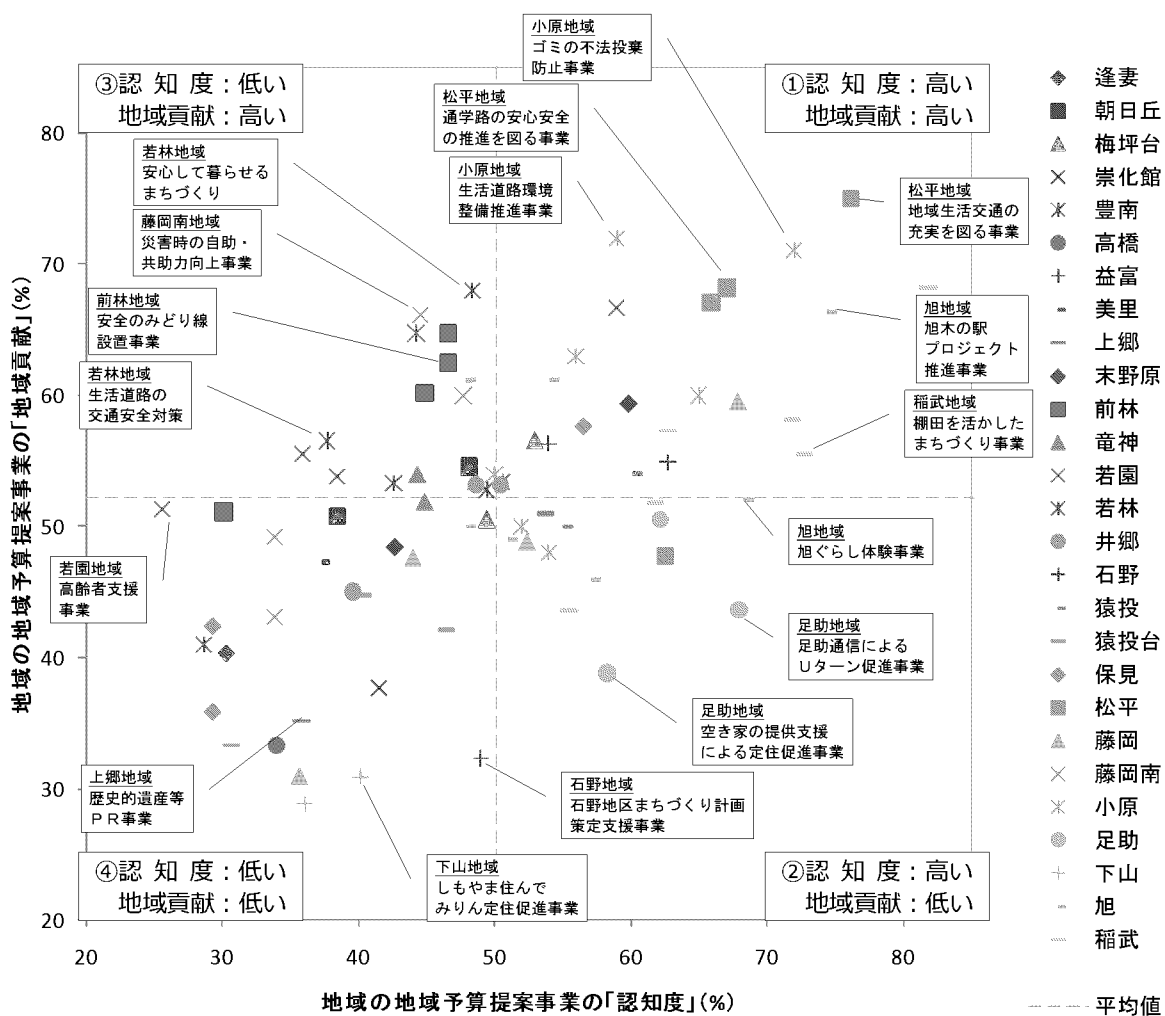 小原地域
ゴミの不法投棄
防止事業
③認 知 度：低い
地域貢献：高い
松平地域
通学路の安心安全
の推進を図る事業
①認 知 度：高い
地域貢献：高い
若林地域
安心して暮らせる
まちづくり
小原地域
生活道路環境
整備推進事業
松平地域
地域生活交通の
充実を図る事業
藤岡南地域
災害時の自助・
共助力向上事業
前林地域
安全のみどり線
設置事業
旭地域
旭木の駅
プロジェクト
推進事業
若林地域
生活道路の
交通安全対策
稲武地域
棚田を活かした
まちづくり事業
旭地域
旭ぐらし体験事業
若園地域
高齢者支援
事業
足助地域
足助通信による
Uターン促進事業
足助地域
空き家の提供支援
による定住促進事業
上郷地域
歴史的遺産等
ＰＲ事業
石野地域
石野地区まちづくり計画
策定支援事業
④認 知 度：低い
地域貢献：低い
下山地域
しもやま住んで
みりん定住促進事業
②認 知 度：高い
地域貢献：低い
80
70
60
50
40
30
20
20 30 40 50 60 70 80
地域の地域予算提案事業の「地域貢献」(%)
地域の地域予算提案事業の「認知度」(%)
逢妻
朝日丘
梅坪台
崇化館
豊南
高橋
益富
美里
上郷
末野原
前林
竜神
若園
若林
井郷
石野
猿投
猿投台
保見
松平
藤岡
藤岡南
小原
足助
下山
旭
稲武
平均値